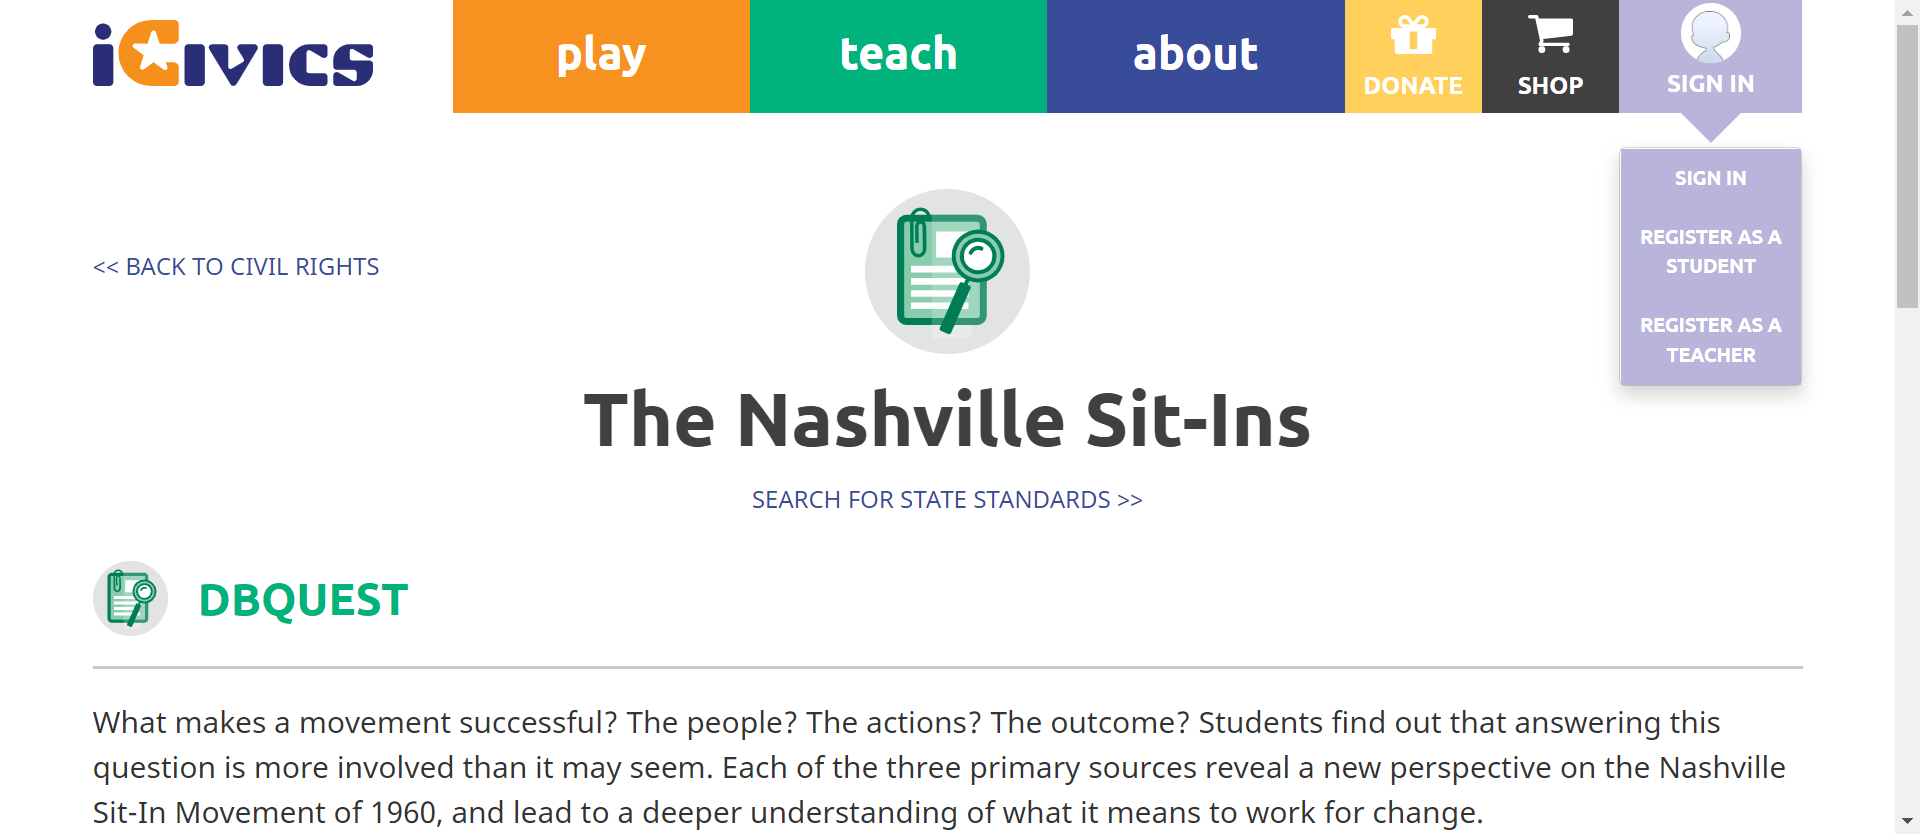 iCivics
play
teach
about
DONATE
SHOP
SIGN IN
SIGN IN
REGISTER AS A
STUDENT
REGISTER AS A
TEACHER
<< BACK TO CIVIL RIGHTS
The Nashville Sit-Ins
SEARCH FOR STATE STANDARDS >>
DBQUEST
What makes a movement successful? The people? The actions? The outcome? Students find out that answering this
question is more involved than it may seem. Each of the three primary sources reveal a new perspective on the Nashville
Sit-In Movement of 1960, and lead to a deeper understanding of what it means to work for change.